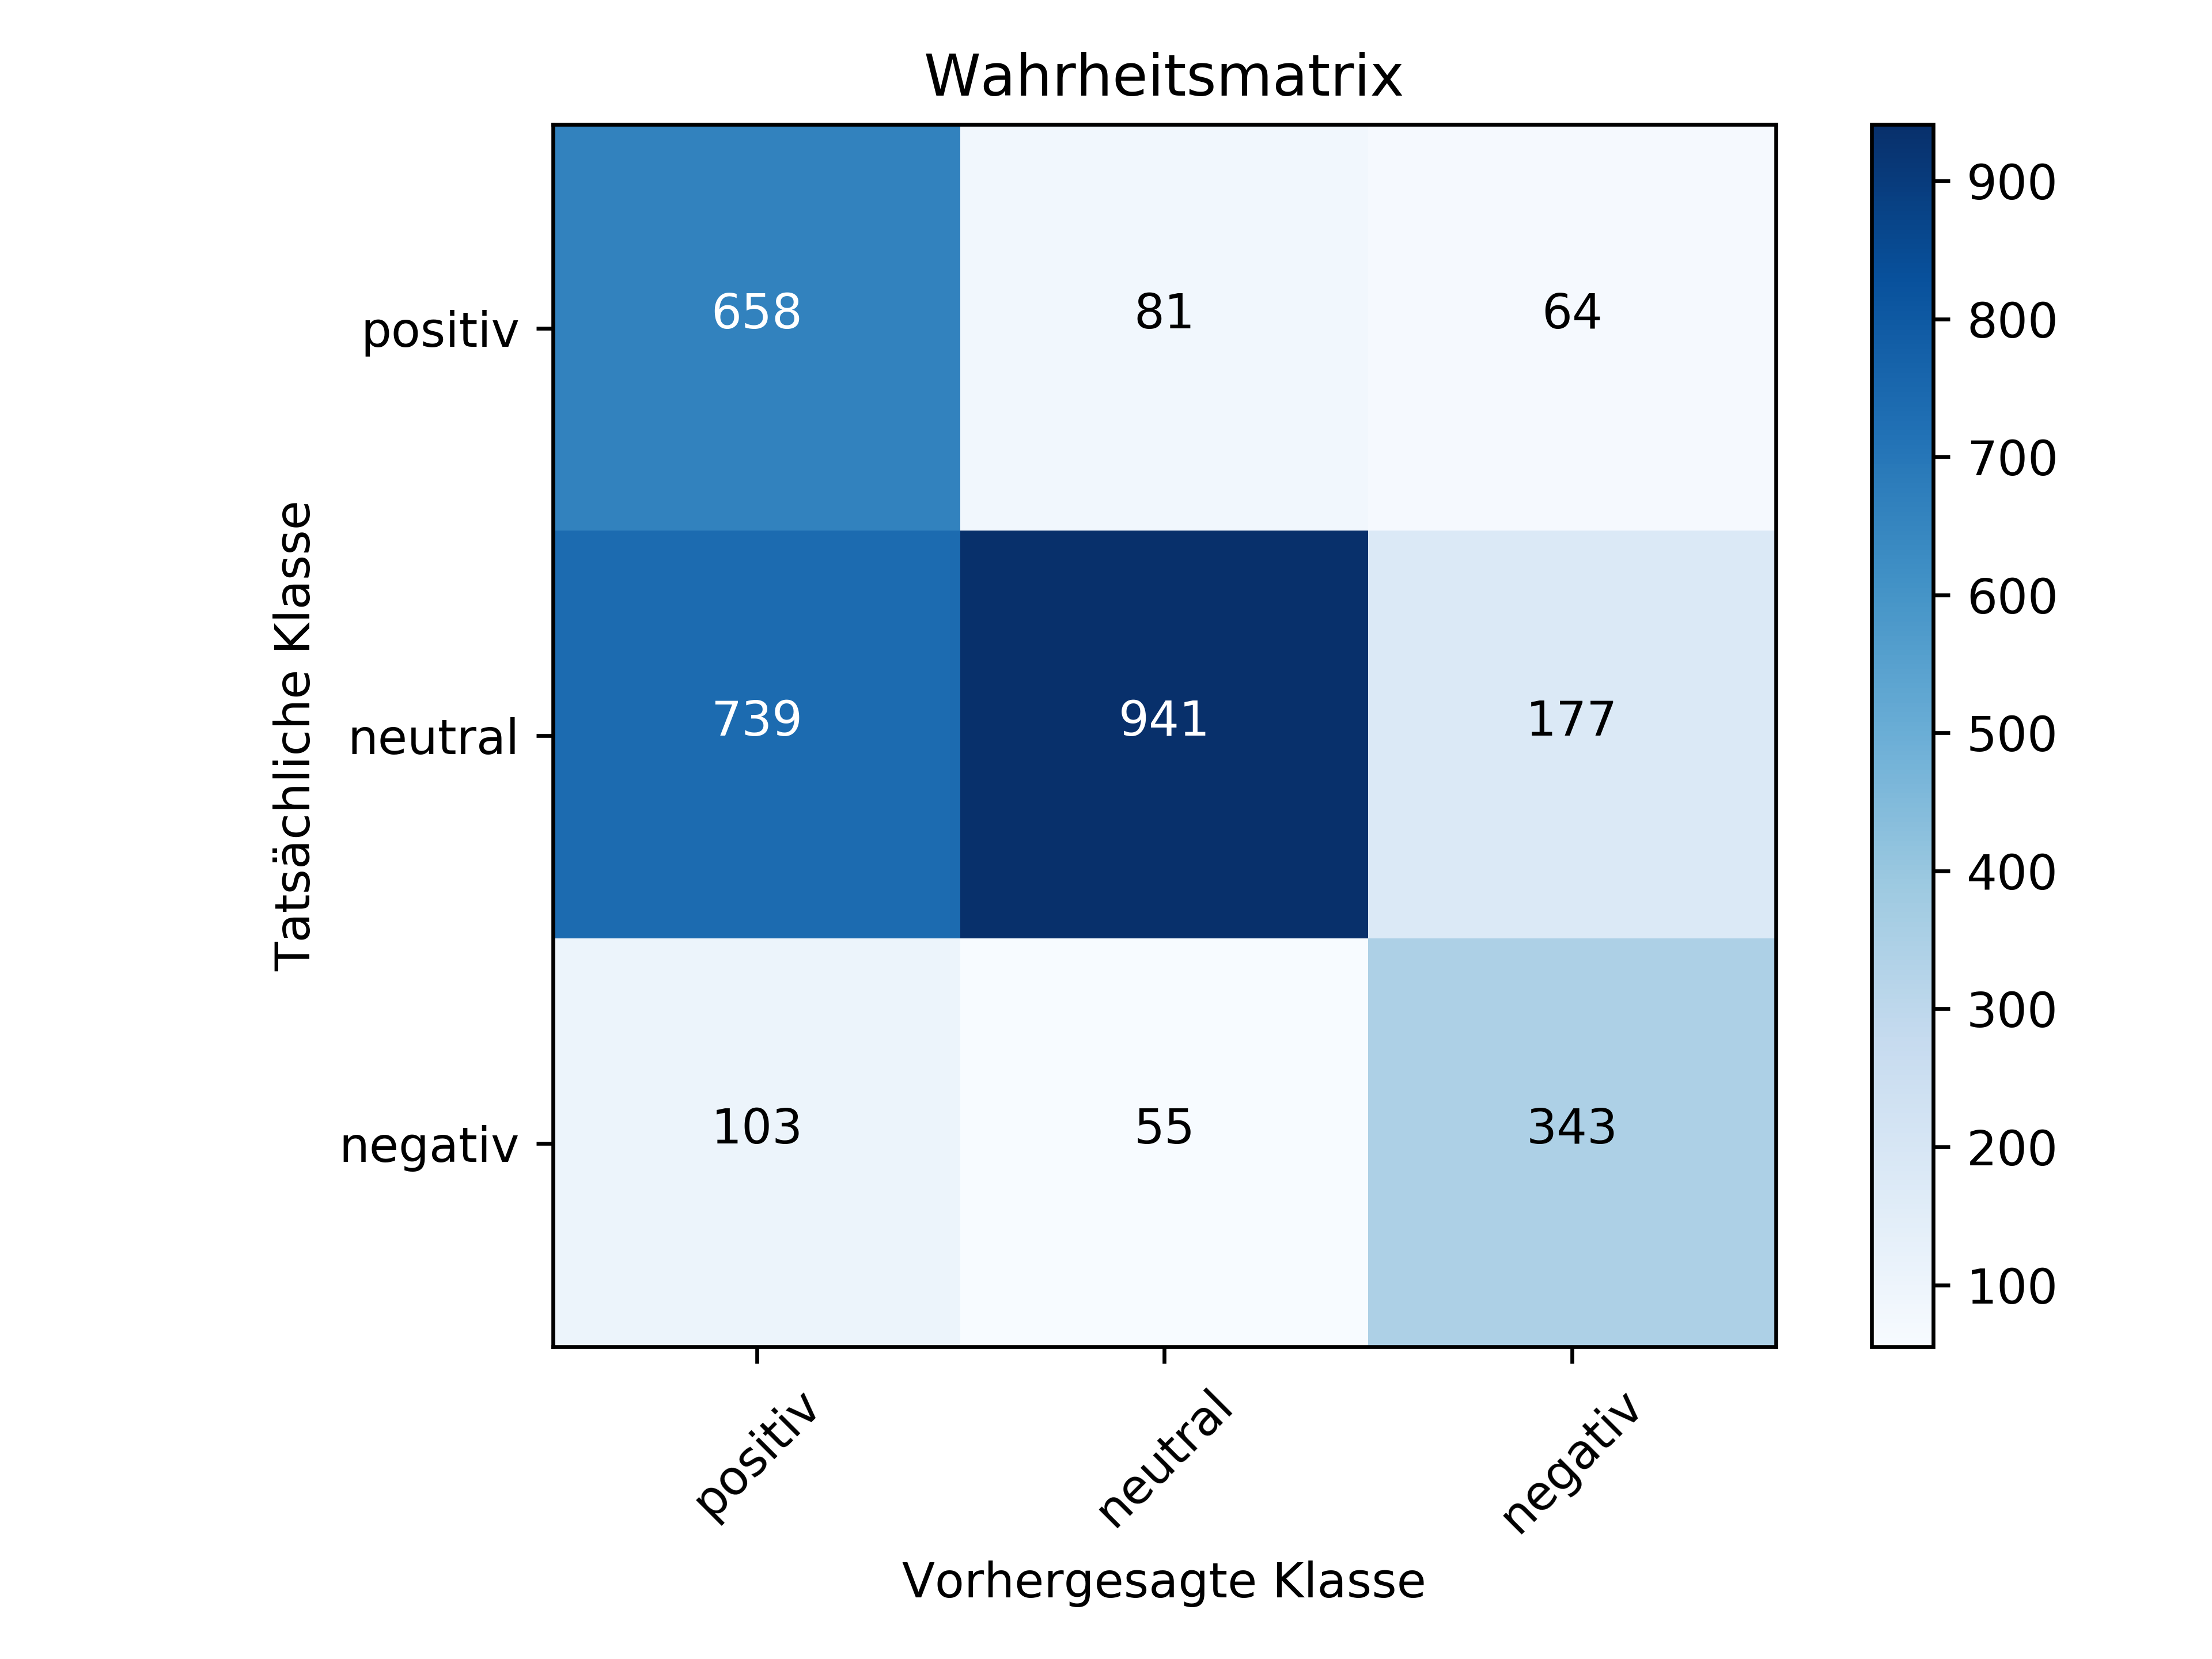 Wahrheitsmatrix
Tatsächliche Klasse
positiv 658 81 64
neutral 739 941 177
negativ 103 55 343
positiv neutral negativ
Vorhergesagte Klasse
900
800
700
600
500
400
300
200
100